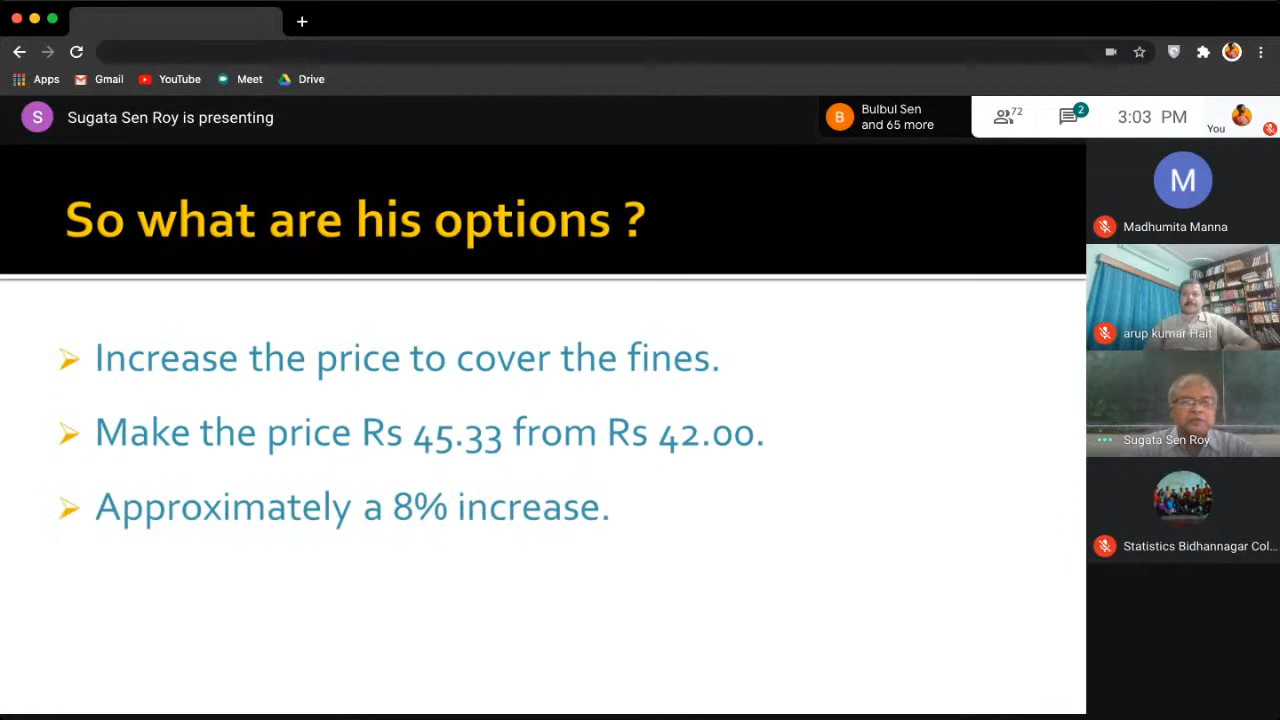 Apps
Gmail
YouTube
Meet
Drive
S
Sugata Sen Roy is presenting
B
Bulbul Sen
and 65 more
72
2
3:03 PM
You
So what are his options ?
Increase the price to cover the fines.
Make the price Rs 45.33 from Rs 42.00.
Approximately a 8% increase.
M
Madhumita Manna
arup kumar Hait
Sugata Sen Roy
Statistics Bidhannagar Col...